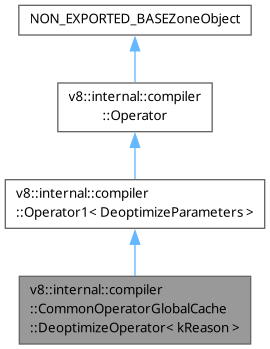 NON_EXPORTED_BASEZoneObject
v8::internal::compiler
::Operator
v8::internal::compiler
::Operator1< DeoptimizeParameters >
v8::internal::compiler
::CommonOperatorGlobalCache
::DeoptimizeOperator< kReason >